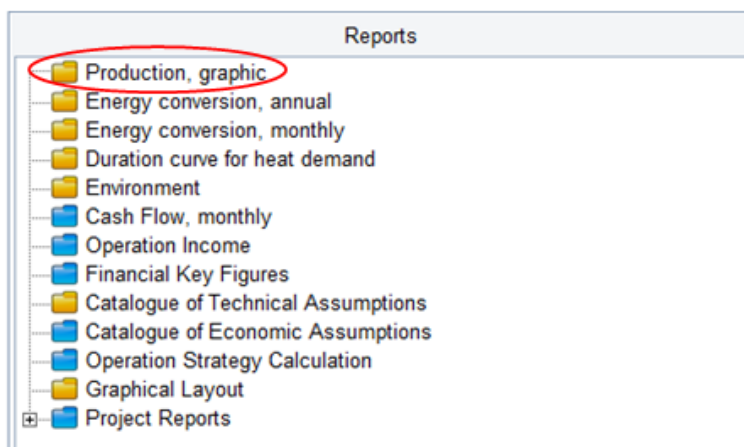 Reports
Production, graphic
Energy conversion, annual
Energy conversion, monthly
Duration curve for heat demand
Environment
Cash Flow, monthly
Operation Income
Financial Key Figures
Catalogue of Technical Assumptions
Catalogue of Economic Assumptions
Operation Strategy Calculation
Graphical Layout
Project Reports